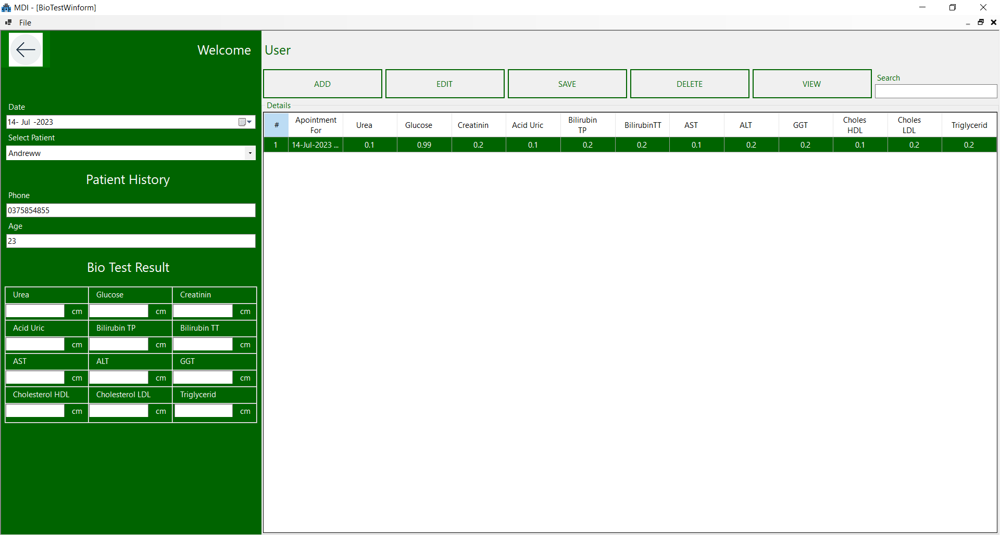 MDI - [BioTestWinform]
File
Welcome
User
ADD
EDIT
SAVE
DELETE
VIEW
Search
Date
14- Jul -2023
Select Patient
Andreww
Patient History
Phone
0375854855
Age
23
Bio Test Result
Urea Glucose Creatinin
cm cm cm
Acid Uric Bilirubin TP Bilirubin TT
cm cm cm
AST ALT GGT
cm cm cm
Cholesterol HDL Cholesterol LDL Triglycerid
cm cm cm
Details
# Apointment For Urea Glucose Creatinin Acid Uric Bilirubin TP BilirubinTT AST ALT GGT Choles HDL Choles LDL Triglycerid
1 14-Jul-2023 ... 0.1 0.99 0.2 0.1 0.2 0.2 0.1 0.2 0.2 0.1 0.2 0.2